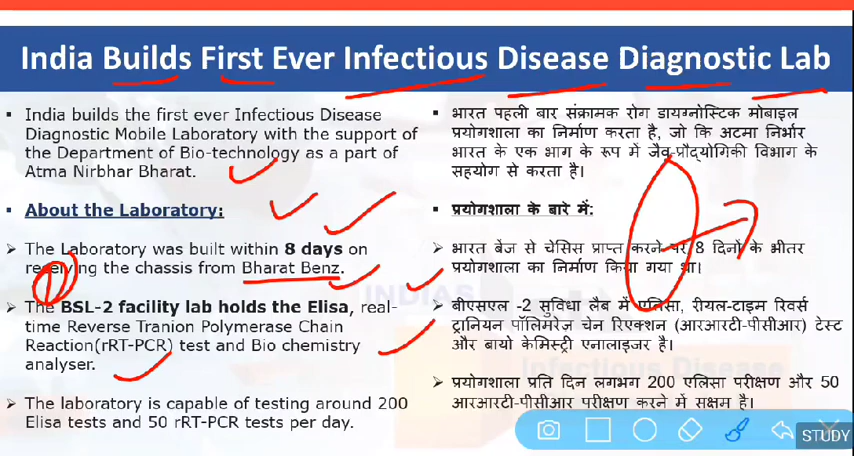 India Builds First Ever Infectious Disease Diagnostic Lab
India builds the first ever Infectious Disease
Diagnostic Mobile Laboratory with the support of
the Department of Bio-technology as a part of
Atma Nirbhar Bharat.
About the Laboratory:
The Laboratory was built within 8 days on
receiving the chassis from Bharat Benz.
1
The BSL-2 facility lab holds the Elisa, real-
time Reverse Tranion Polymerase Chain
Reaction(rRT-PCR) test and Bio chemistry
analyser.
The laboratory is capable of testing around 200
Elisa tests and 50 rRT-PCR tests per day.
भारत पहली बार संक्रामक रोग डायग्नोस्टिक मोबाइल
प्रयोगशाला का निर्माण करता है, जो कि अटमा निर्भार
भारत के एक भाग के रूप में जैव-प्रौद्योगिकी विभाग के
सहयोग से करता है।
प्रयोगशाला के बारे में:
भारत बेंज से चेसिस प्राप्त करने पर 8 दिनों के भीतर
प्रयोगशाला का निर्माण किया गया था।
बीएसएल -2 सुविधा लैब में एलिसा, रीयल-टाइम रिवर्स
ट्रानियन पॉलिमरेज चेन रिएक्शन (आरआरटी-पीसीआर) टेस्ट
और बायो केमिस्ट्री एनालाइजर है।
प्रयोगशाला प्रति दिन लगभग 200 एलिसा परीक्षण और 50
आरआरटी-पीसीआर परीक्षण करने में सक्षम है।
INDIAS
Infectious Disease
STUDY